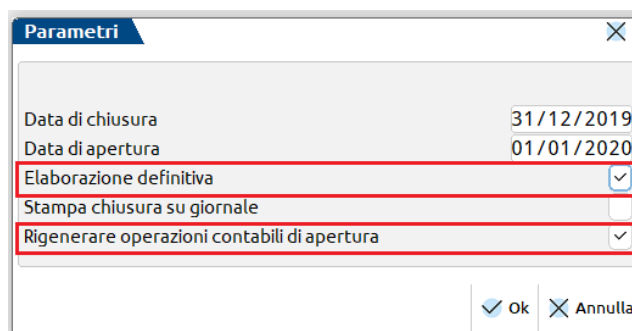 Parametri
Data di chiusura 31/12/2019
Data di apertura 01/01/2020
Elaborazione definitiva
Stampa chiusura su giornale
Rigenerare operazioni contabili di apertura
Ok Annulla